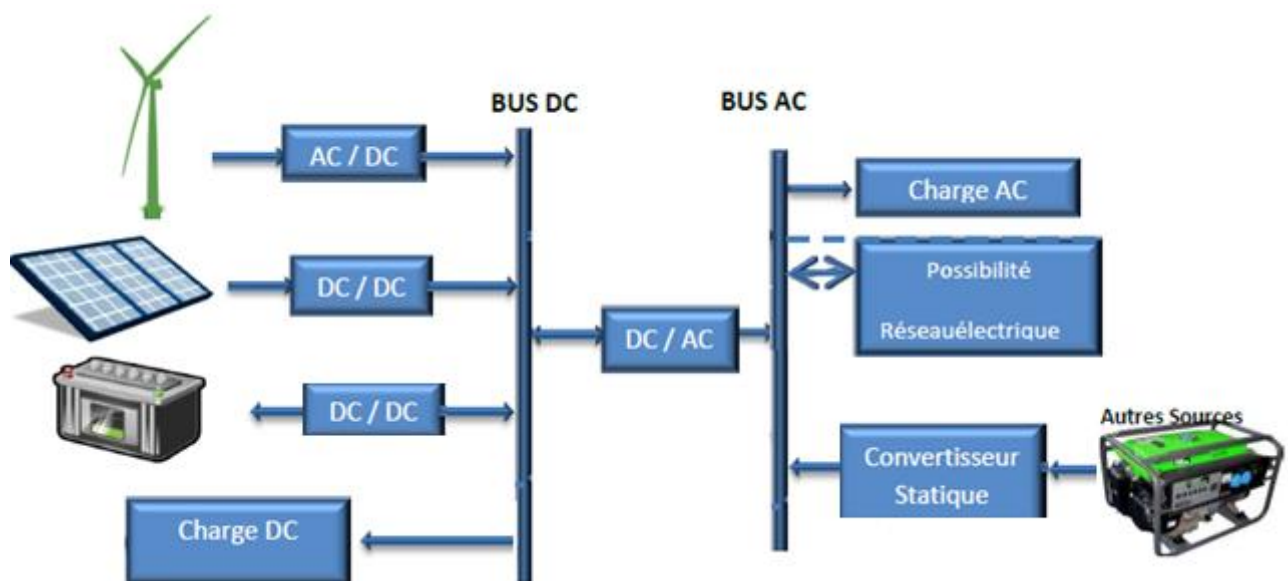 BUS DC
BUS AC
AC / DC
Charge AC
DC / DC
Possibilité
Réseauélectrique
DC / AC
DC / DC
Autres Sources
Convertisseur
Statique
Charge DC